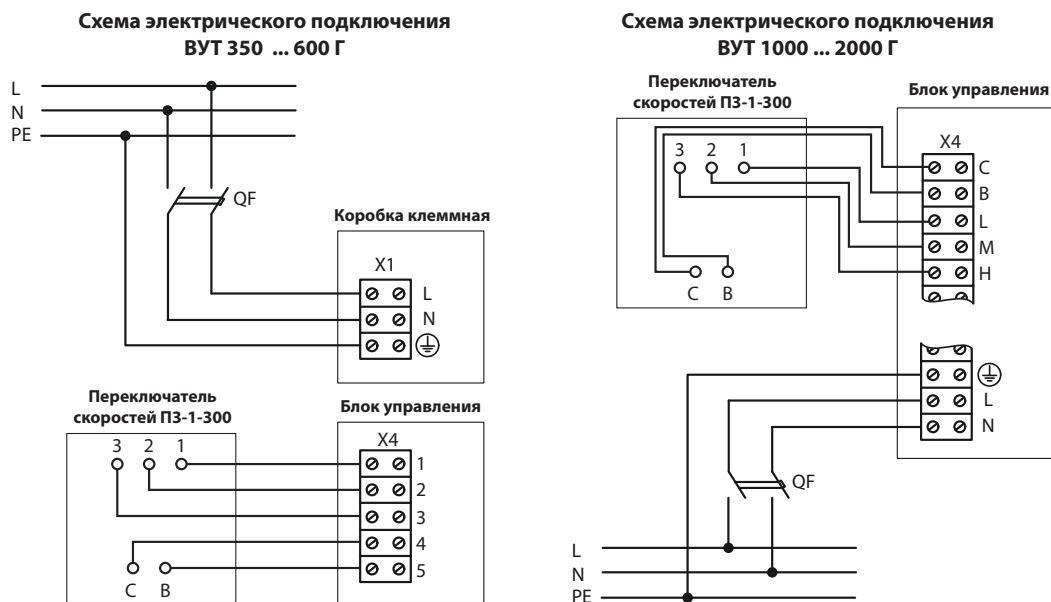 Схема электрического подключения
ВУТ 350 ... 600 Г
L
N
PE
QF
Коробка клеммная
X1
L
N
Переключатель
скоростей П3-1-300
3 2 1
C B
Блок управления
X4
1
2
3
4
5
Схема электрического подключения
ВУТ 1000 ... 2000 Г
Переключатель
скоростей П3-1-300
3 2 1
C B
Блок управления
X4
C
B
L
M
H
L
N
QF
L
N
PE